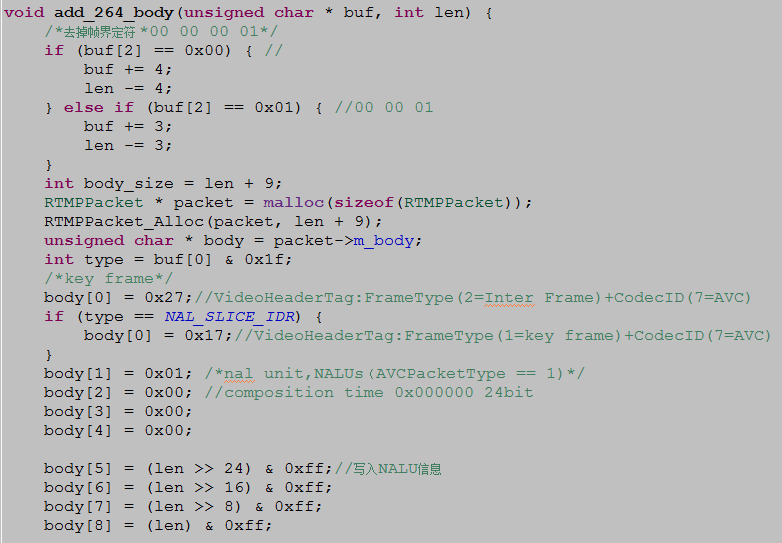 void add_264_body(unsigned char * buf, int len) {
    /*去掉帧界定符 *00 00 00 01*/
    if (buf[2] == 0x00) { //
        buf += 4;
        len -= 4;
    } else if (buf[2] == 0x01) { //00 00 01
        buf += 3;
        len -= 3;
    }
    int body_size = len + 9;
    RTMPPacket * packet = malloc(sizeof(RTMPPacket));
    RTMPPacket_Alloc(packet, len + 9);
    unsigned char * body = packet->m_body;
    int type = buf[0] & 0x1f;
    /*key frame*/
    body[0] = 0x27;//VideoHeaderTag:FrameType(2=Inter Frame)+CodecID(7=AVC)
    if (type == NAL_SLICE_IDR) {
        body[0] = 0x17;//VideoHeaderTag:FrameType(1=key frame)+CodecID(7=AVC)
    }
    body[1] = 0x01; /*nal unit,NALUs（AVCPacketType == 1)*/
    body[2] = 0x00; //composition time 0x000000 24bit
    body[3] = 0x00;
    body[4] = 0x00;

    body[5] = (len >> 24) & 0xff;//写入NALU信息
    body[6] = (len >> 16) & 0xff;
    body[7] = (len >> 8) & 0xff;
    body[8] = (len) & 0xff;